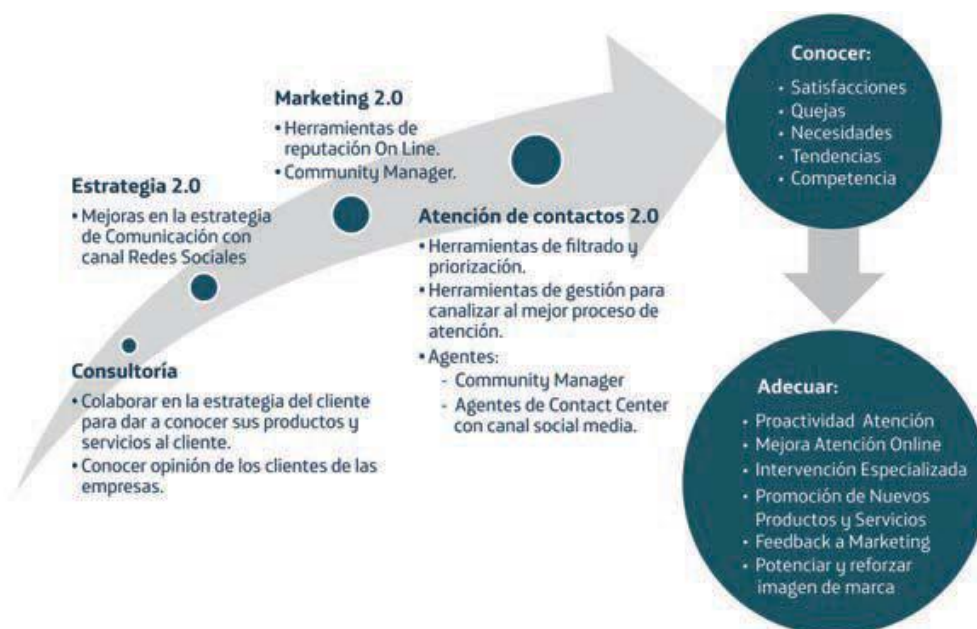 Marketing 2.0
• Herramientas de
reputación On Line.
• Community Manager.
Estrategia 2.0
• Mejoras en la estrategia
de Comunicación con
canal Redes Sociales
Atención de contactos 2.0
• Herramientas de filtrado y
priorización.
• Herramientas de gestión para
canalizar al mejor proceso de
atención.
• Agentes:
- Community Manager
- Agentes de Contact Center
con canal social media.
Consultoría
• Colaborar en la estrategia del cliente
para dar a conocer sus productos y
servicios al cliente.
• Conocer opinión de los clientes de las
empresas.
Conocer:
• Satisfacciones
• Quejas
• Necesidades
• Tendencias
• Competencia
Adecuar:
• Proactividad Atención
• Mejora Atención Online
• Intervención Especializada
• Promoción de Nuevos
Productos y Servicios
• Feedback a Marketing
• Potenciar y reforzar
imagen de marca